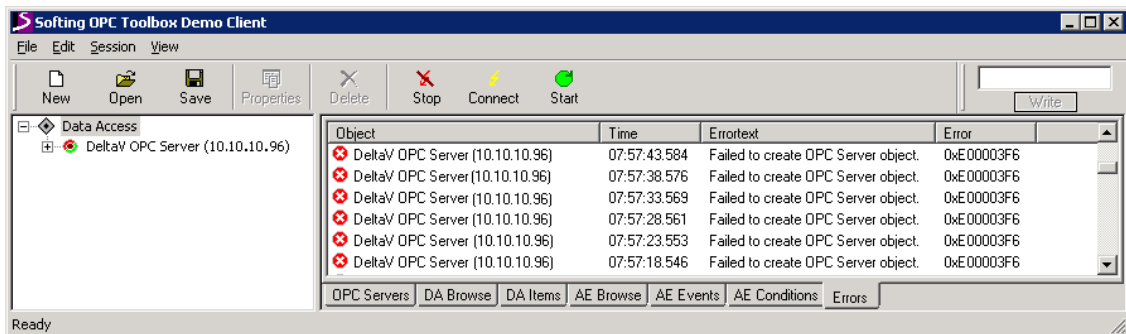 Softing OPC Toolbox Demo Client
File Edit Session View
New Open Save Properties Delete Stop Connect Start Write
Data Access
DeltaV OPC Server (10.10.10.96)
Object Time Errortext Error
DeltaV OPC Server (10.10.10.96) 07:57:43.584 Failed to create OPC Server object. 0xE00003F6
DeltaV OPC Server (10.10.10.96) 07:57:38.576 Failed to create OPC Server object. 0xE00003F6
DeltaV OPC Server (10.10.10.96) 07:57:33.569 Failed to create OPC Server object. 0xE00003F6
DeltaV OPC Server (10.10.10.96) 07:57:28.561 Failed to create OPC Server object. 0xE00003F6
DeltaV OPC Server (10.10.10.96) 07:57:23.553 Failed to create OPC Server object. 0xE00003F6
DeltaV OPC Server (10.10.10.96) 07:57:18.546 Failed to create OPC Server object. 0xE00003F6
OPC Servers DA Browse DA Items AE Browse AE Events AE Conditions Errors
Ready